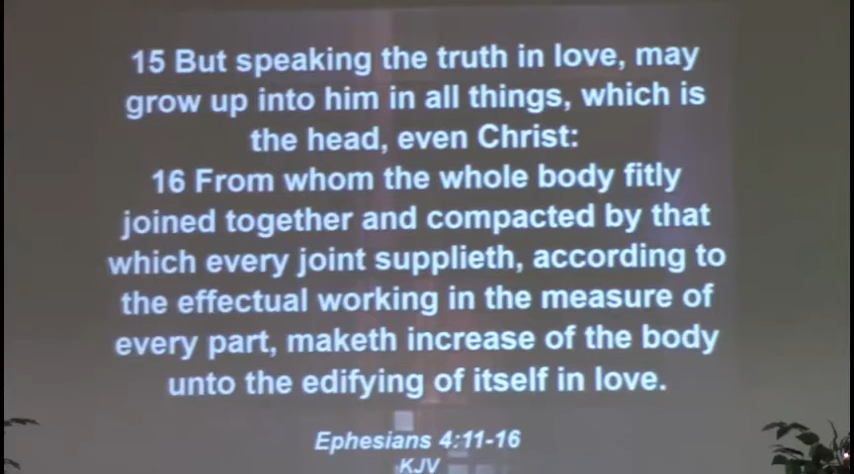 15 But speaking the truth in love, may
grow up into him in all things, which is
the head, even Christ:
16 From whom the whole body fitly
joined together and compacted by that
which every joint supplieth, according to
the effectual working in the measure of
every part, maketh increase of the body
unto the edifying of itself in love.
Ephesians 4:11-16
KJV